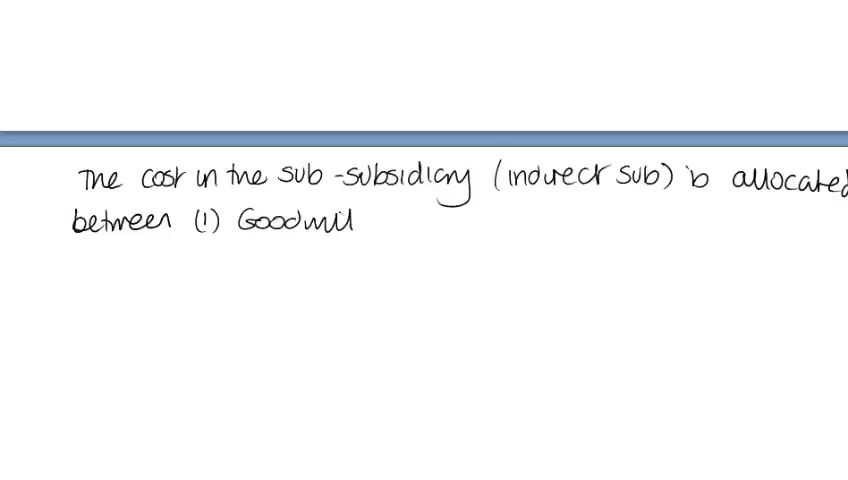 The cost in the sub-subsidiary (indirect sub) is allocated
between (1) Goodwill